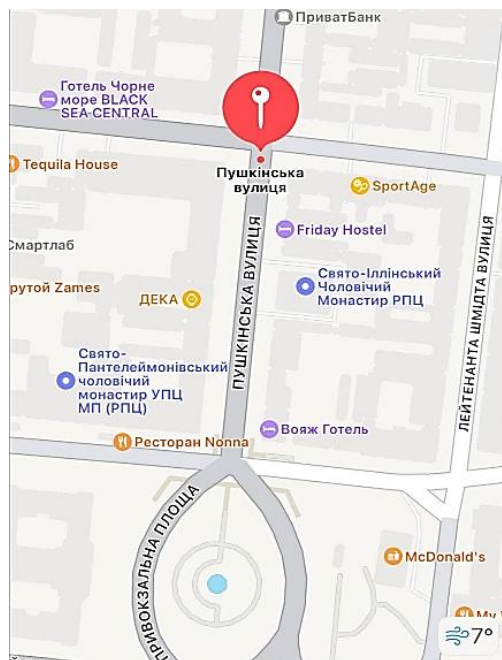 ПриватБанк
Готель Чорне
море BLACK
SEA-CENTRAL
Пушкінська
вулиця
Tequila House
SportAge
Friday Hostel
Смартлаб
Свято-Іллінський
Чоловічий
Монастир РПЦ
рутой Zames
ДЕКА
ПУШКІНСЬКА ВУЛИЦЯ
ЛЕЙТЕНАНТА ШМІДТА ВУЛИЦЯ
Свято-
Пантелеймонівський
чоловічий
монастир УПЦ
МП (РПЦ)
Вояж Готель
Ресторан Nonna
ПРИВОКЗАЛЬНА ПЛОЩА
McDonald's
My
7°